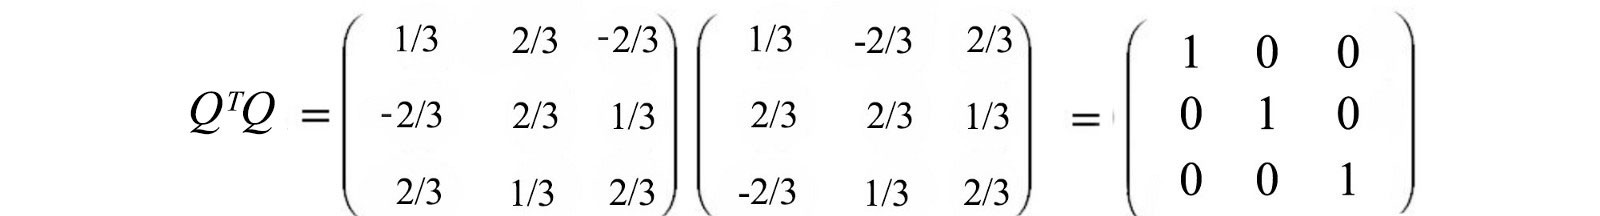 1/3 2/3 -2/3 1/3 -2/3 2/3 1 0 0
QᵀQ = -2/3 2/3 1/3 2/3 2/3 1/3 = 0 1 0
2/3 1/3 2/3 -2/3 1/3 2/3 0 0 1